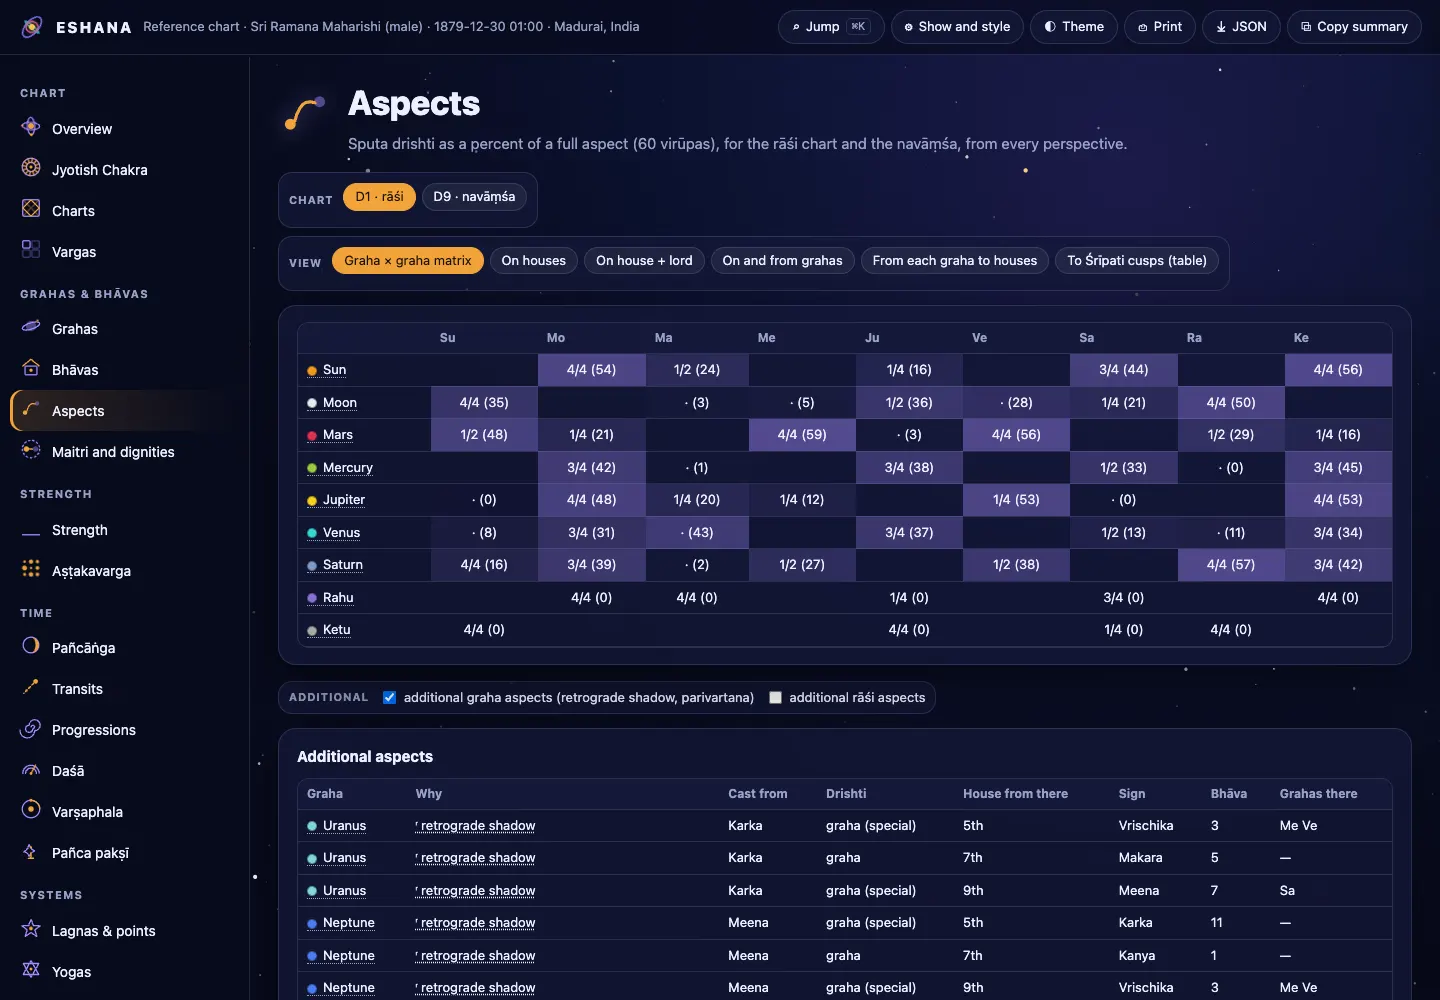 ESHANA Reference chart · Sri Ramana Maharishi (male) · 1879-12-30 01:00 · Madurai, India Jump ⌘K Show and style Theme Print JSON Copy summary
CHART
Overview
Jyotish Chakra
Charts
Vargas
GRAHAS & BHĀVAS
Grahas
Bhāvas
Aspects
Maitri and dignities
STRENGTH
Strength
Aṣṭakavarga
TIME
Pañcāṅga
Transits
Progressions
Daśā
Varṣaphala
Pañca pakṣī
SYSTEMS
Lagnas & points
Yogas
Aspects
Sputa drishti as a percent of a full aspect (60 virūpas), for the rāśi chart and the navāṃśa, from every perspective.
CHART D1 · rāśi D9 · navāṃśa
VIEW Graha × graha matrix On houses On house + lord On and from grahas From each graha to houses To Śrīpati cusps (table)
Su Mo Ma Me Ju Ve Sa Ra Ke
Sun 4/4 (54) 1/2 (24) 1/4 (16) 3/4 (44) 4/4 (56)
Moon 4/4 (35) · (3) · (5) 1/2 (36) · (28) 1/4 (21) 4/4 (50)
Mars 1/2 (48) 1/4 (21) 4/4 (59) · (3) 4/4 (56) 1/2 (29) 1/4 (16)
Mercury 3/4 (42) · (1) 3/4 (38) 1/2 (33) · (0) 3/4 (45)
Jupiter · (0) 4/4 (48) 1/4 (20) 1/4 (12) 1/4 (53) · (0) 4/4 (53)
Venus · (8) 3/4 (31) · (43) 3/4 (37) 1/2 (13) · (11) 3/4 (34)
Saturn 4/4 (16) 3/4 (39) · (2) 1/2 (27) 1/2 (38) 4/4 (57) 3/4 (42)
Rahu 4/4 (0) 4/4 (0) 1/4 (0) 3/4 (0) 4/4 (0)
Ketu 4/4 (0) 4/4 (0) 1/4 (0) 4/4 (0)
ADDITIONAL additional graha aspects (retrograde shadow, parivartana) additional rāśi aspects
Additional aspects
Graha Why Cast from Drishti House from there Sign Bhāva Grahas there
Uranus ʳ retrograde shadow Karka graha (special) 5th Vrischika 3 Me Ve
Uranus ʳ retrograde shadow Karka graha 7th Makara 5 —
Uranus ʳ retrograde shadow Karka graha (special) 9th Meena 7 Sa
Neptune ʳ retrograde shadow Meena graha (special) 5th Karka 11 —
Neptune ʳ retrograde shadow Meena graha 7th Kanya 1 —
Neptune ʳ retrograde shadow Meena graha (special) 9th Vrischika 3 Me Ve